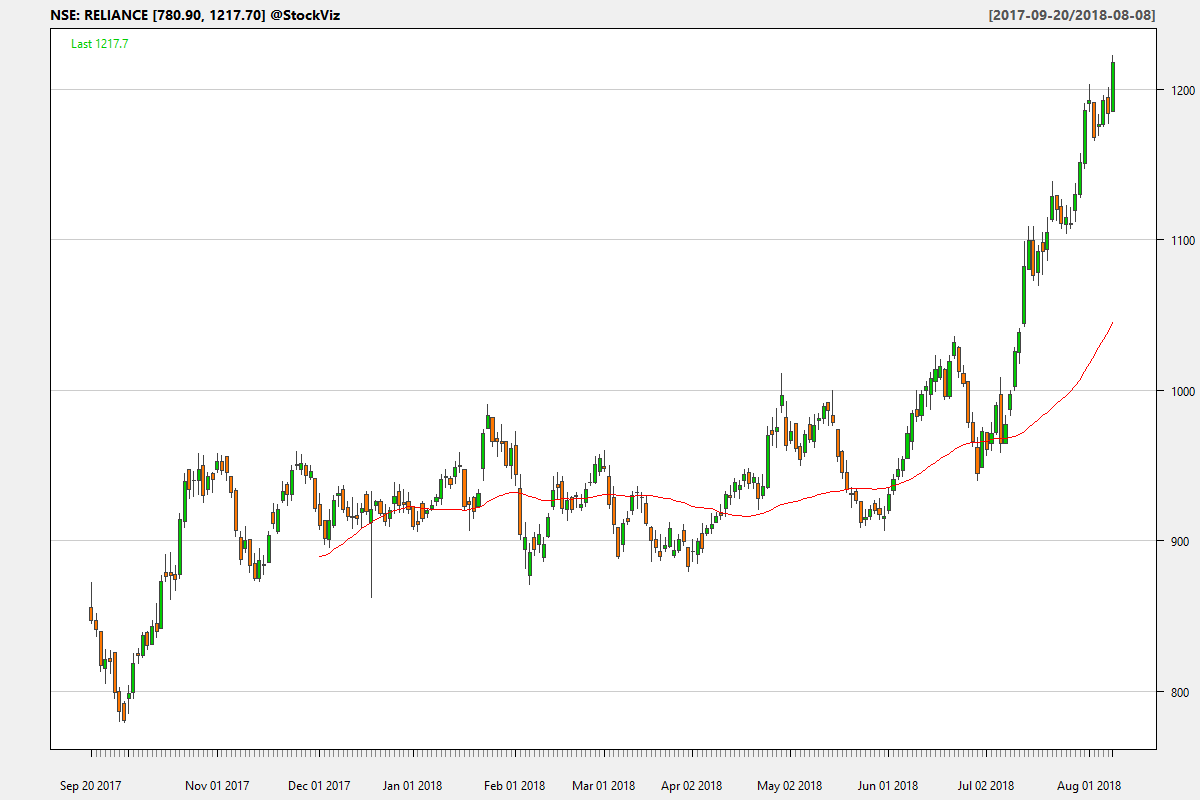 NSE: RELIANCE [780.90, 1217.70] @StockViz [2017-09-20/2018-08-08]
Last 1217.7
1200
1100
1000
900
800
Sep 20 2017 Nov 01 2017 Dec 01 2017 Jan 01 2018 Feb 01 2018 Mar 01 2018 Apr 02 2018 May 02 2018 Jun 01 2018 Jul 02 2018 Aug 01 2018